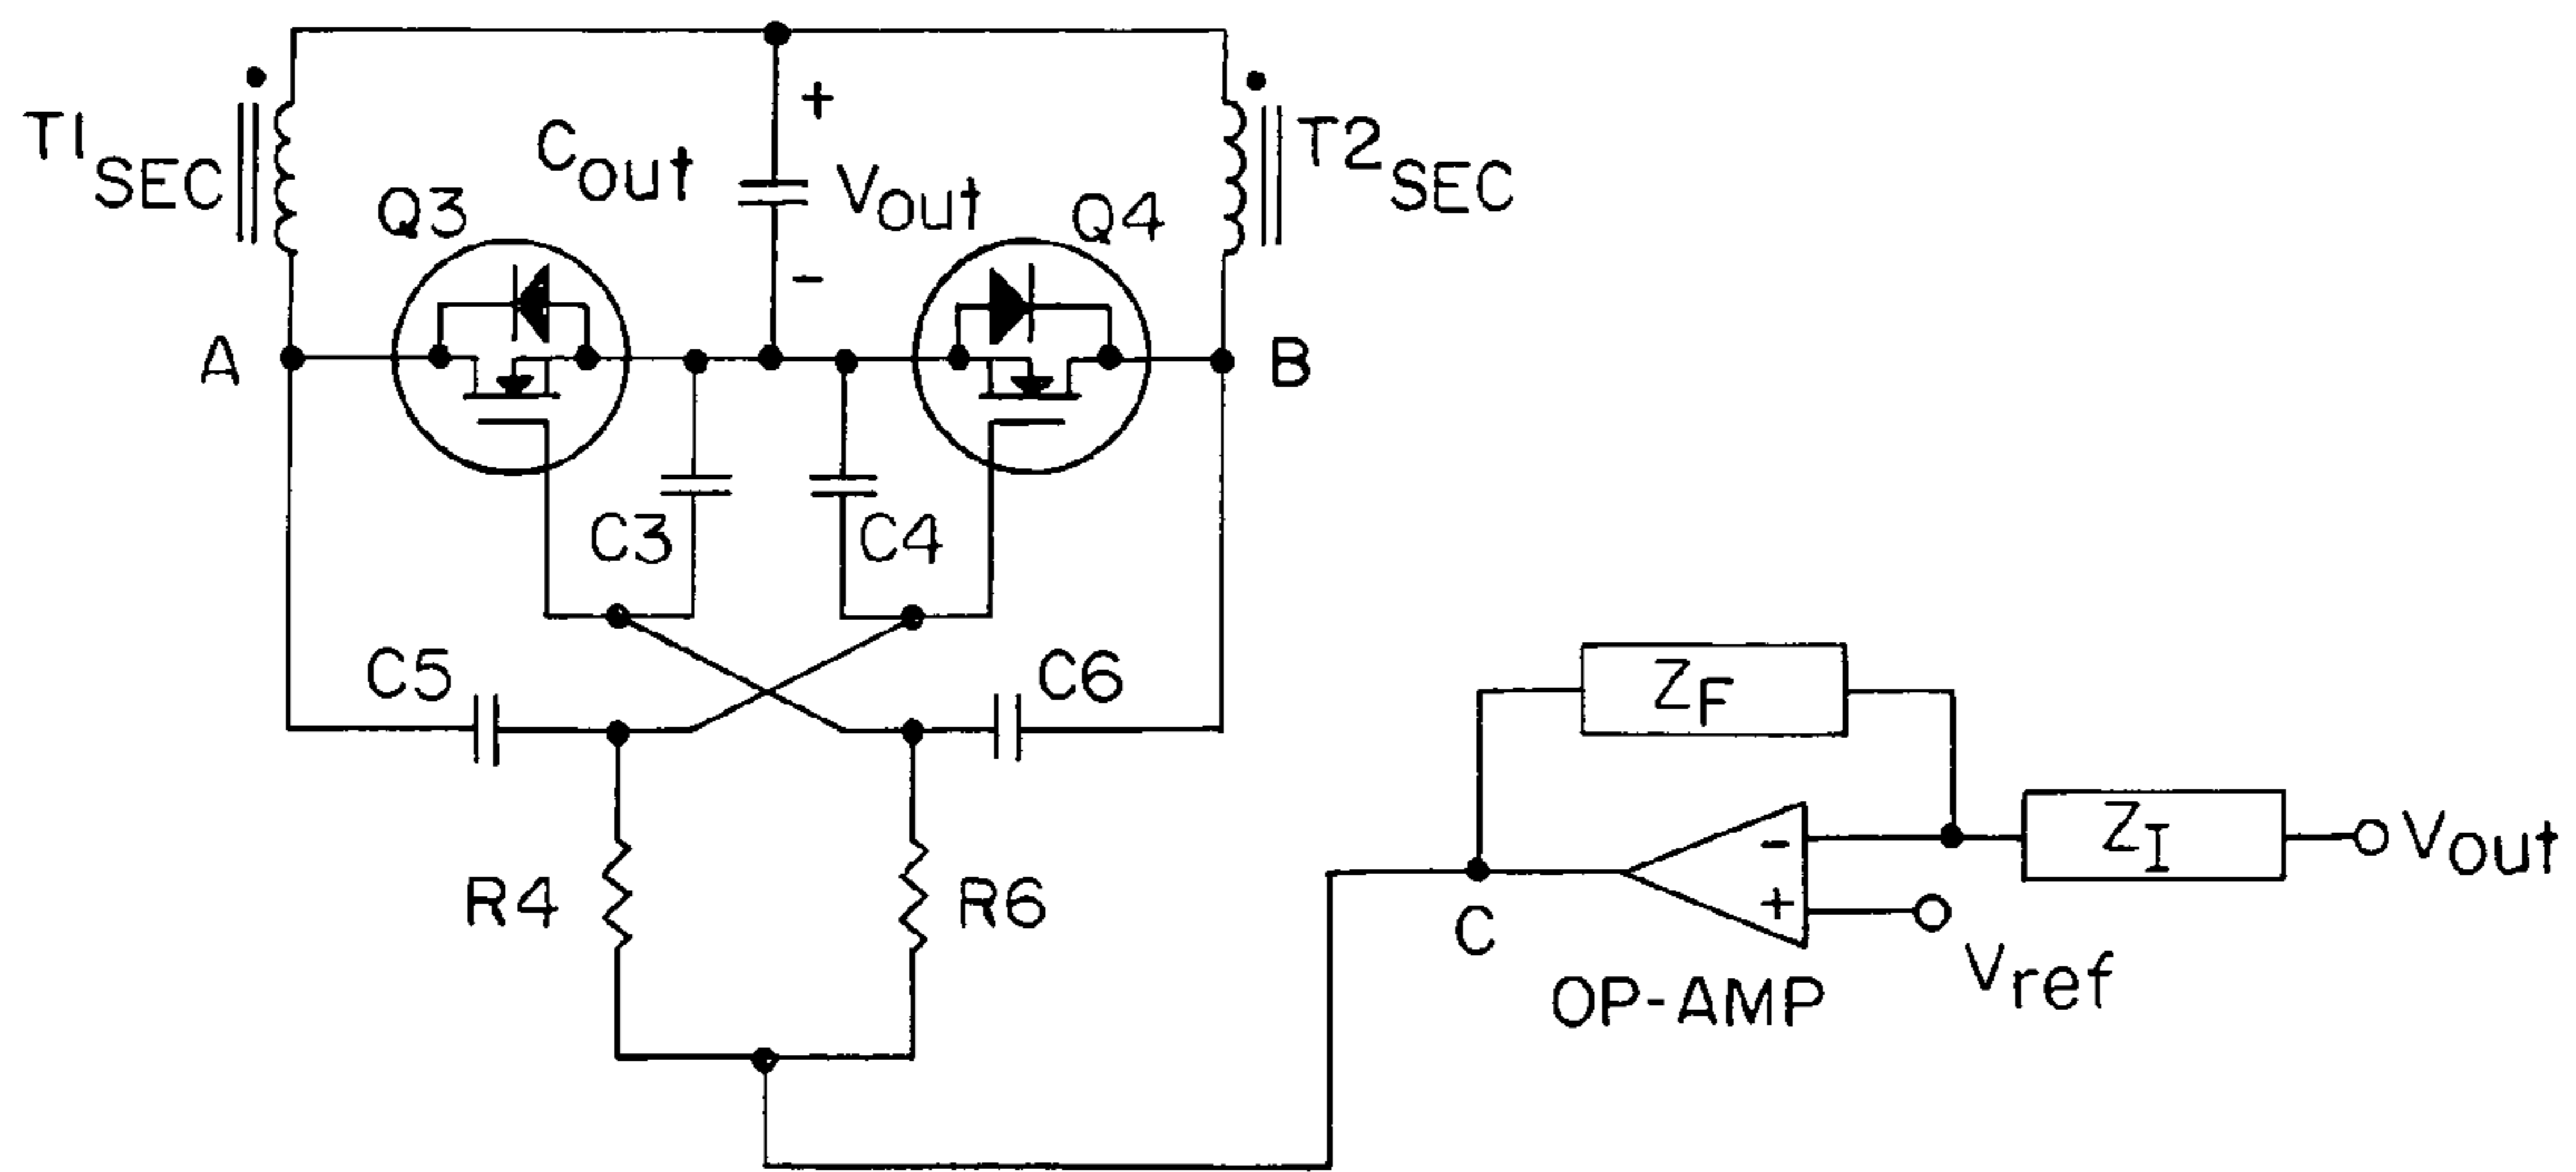 T1SEC
Cout
+
Vout
-
T2SEC
Q3
Q4
A
B
C3
C4
C5
C6
R4
R6
ZF
ZI
-
+
C
OP-AMP
Vout
Vref